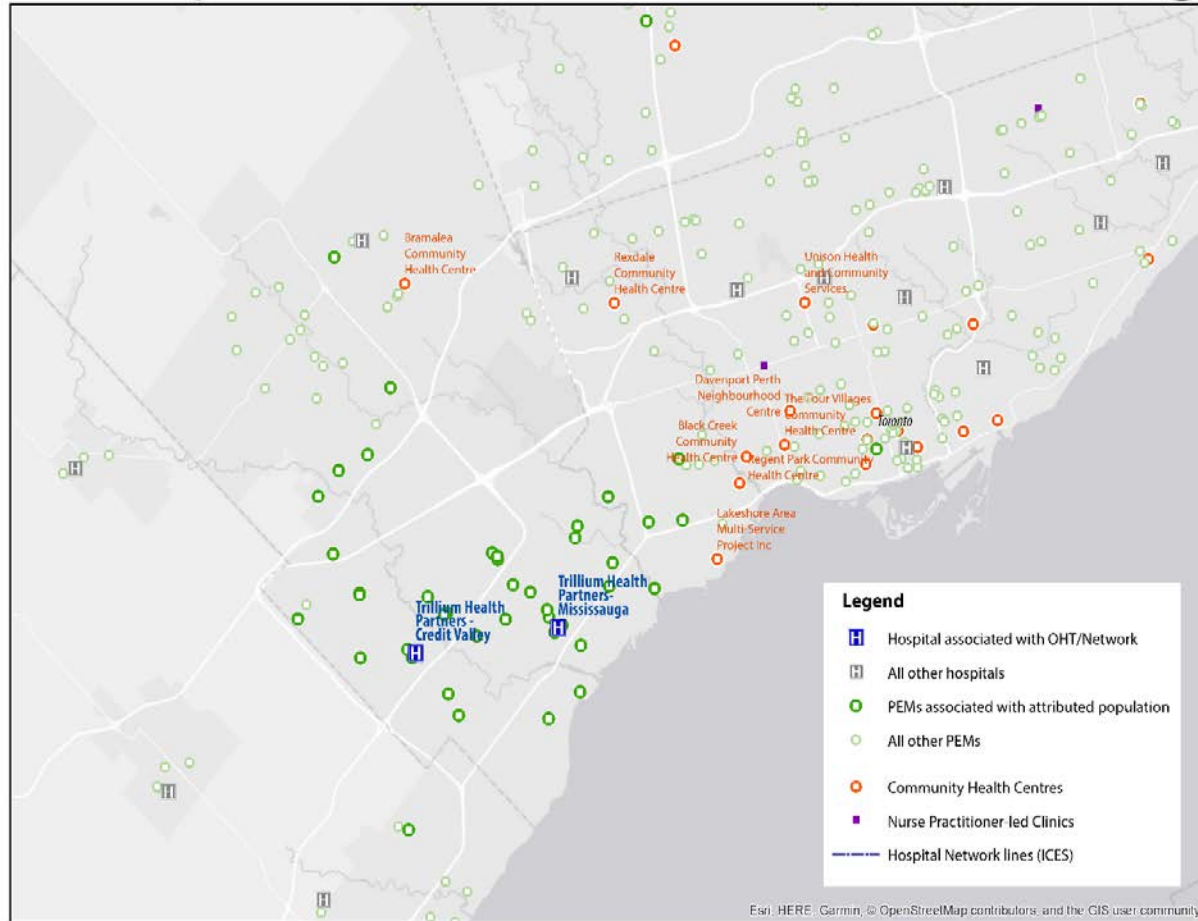 Bramalea
Community
Health Centre
Rexdale
Community
Health Centre
Unison Health
and Community
Services
Davenport Perth
Neighbourhood
Centre
The Four Villages
Community
Health Centre
Toronto
Black Creek
Community
Health Centre
Regent Park Community
Health Centre
Lakeshore Area
Multi-Service
Project Inc
Trillium Health
Partners-
Mississauga
Trillium Health
Partners -
Credit Valley
Legend
H Hospital associated with OHT/Network
H All other hospitals
PEMs associated with attributed population
All other PEMs
Community Health Centres
Nurse Practitioner-led Clinics
Hospital Network lines (ICES)
Esri, HERE, Garmin, © OpenStreetMap contributors, and the GIS user community